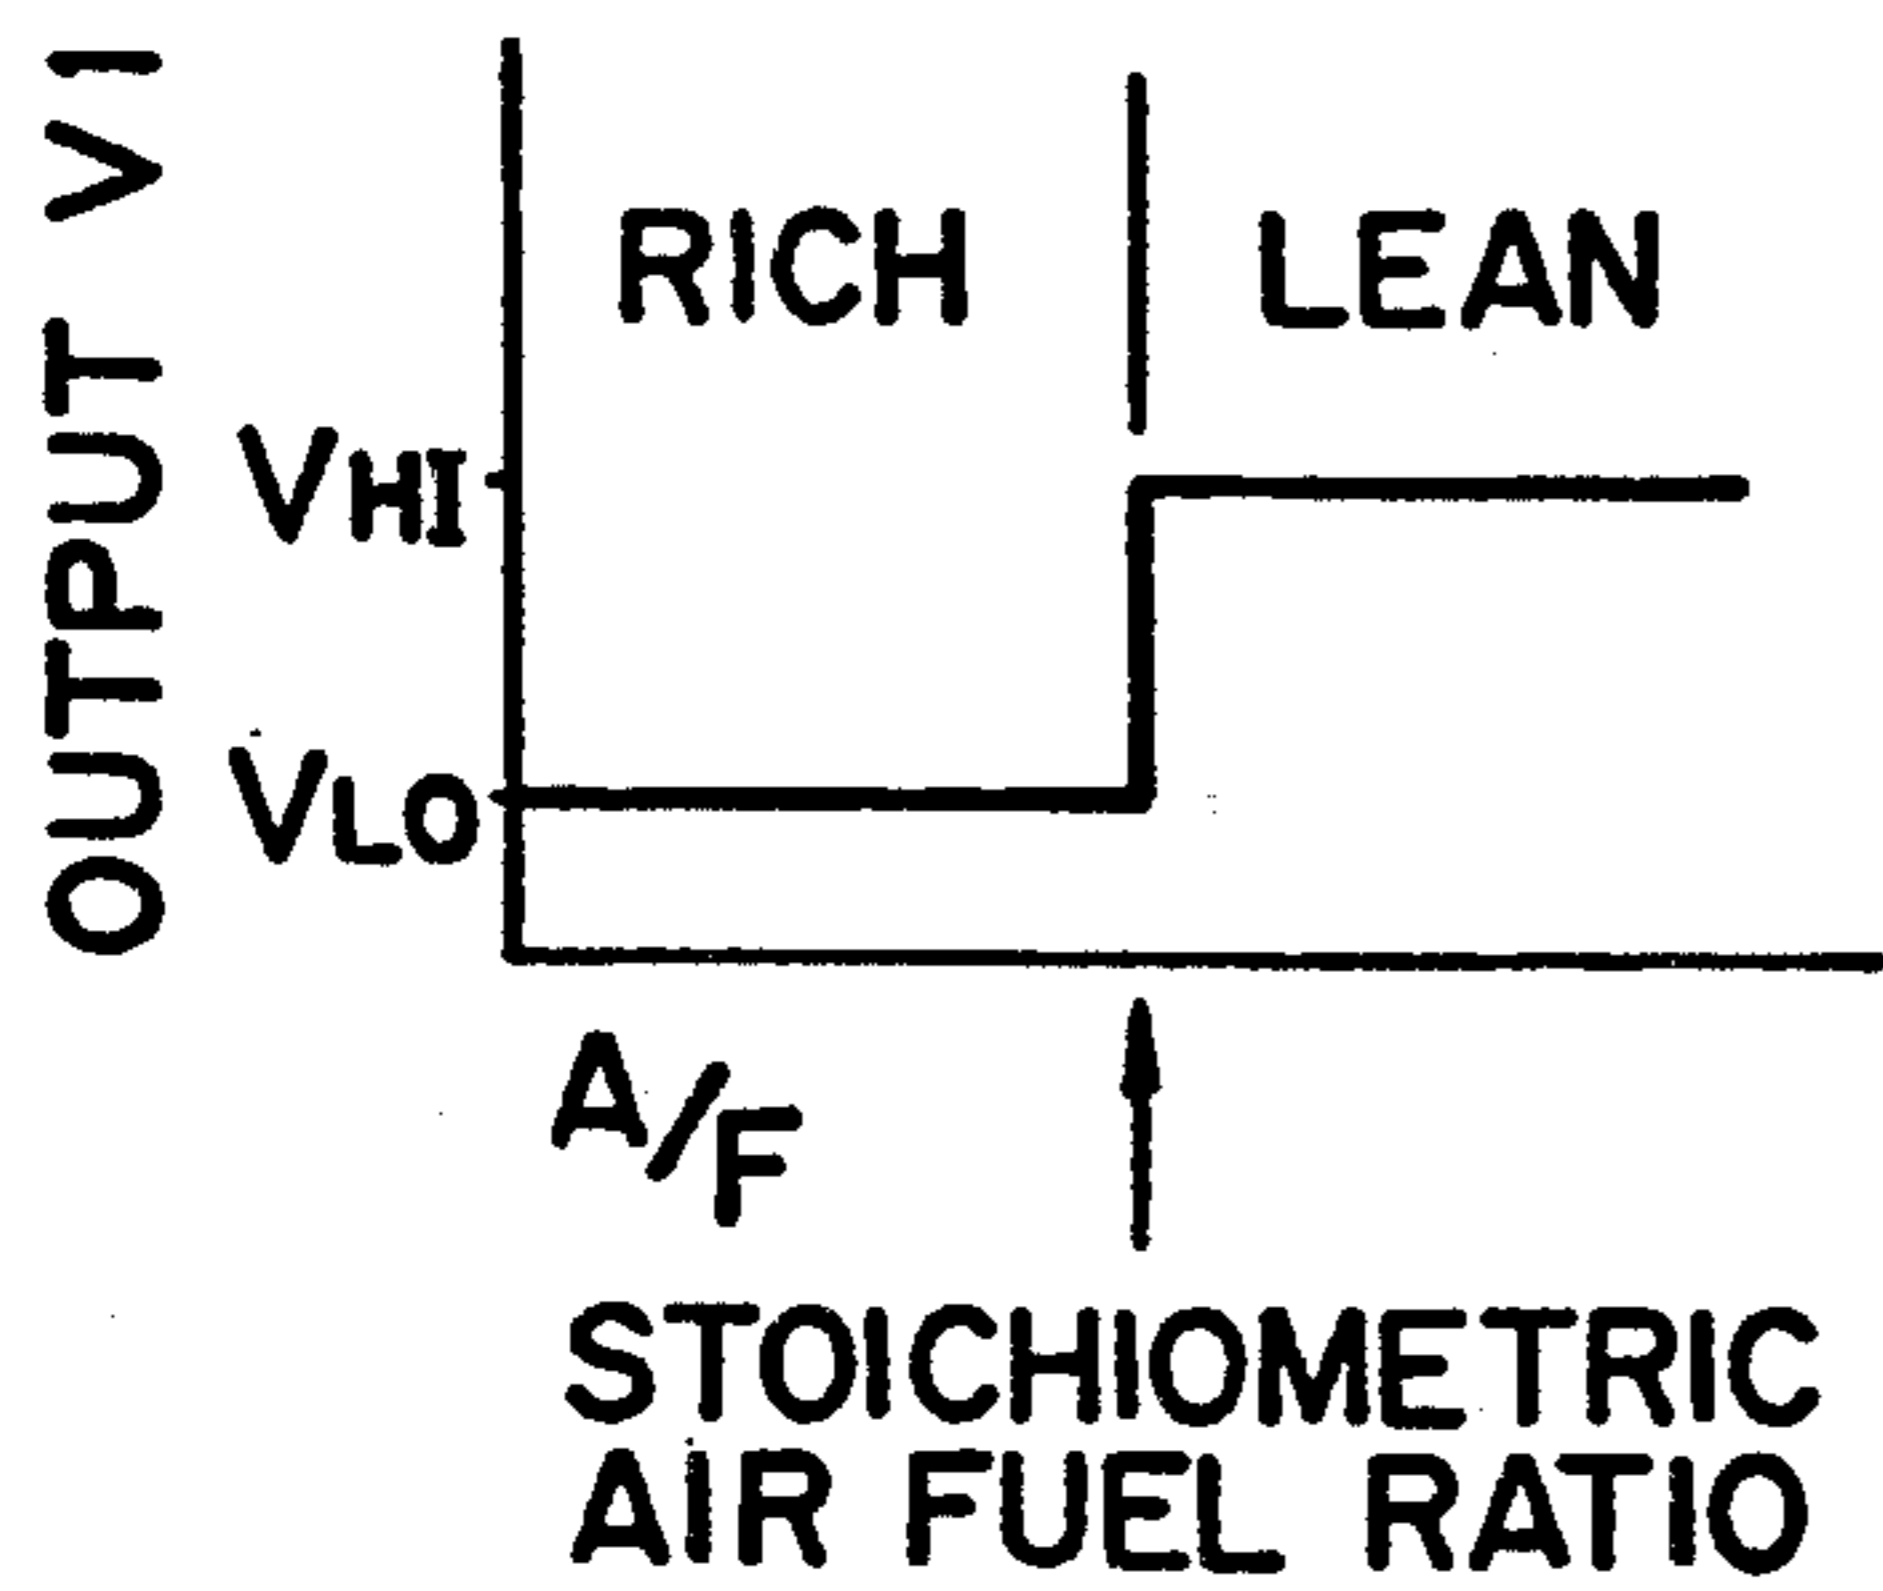 OUTPUT V1
RICH
LEAN
VHI
VLO
A/F
STOICHIOMETRIC
AIR FUEL RATIO